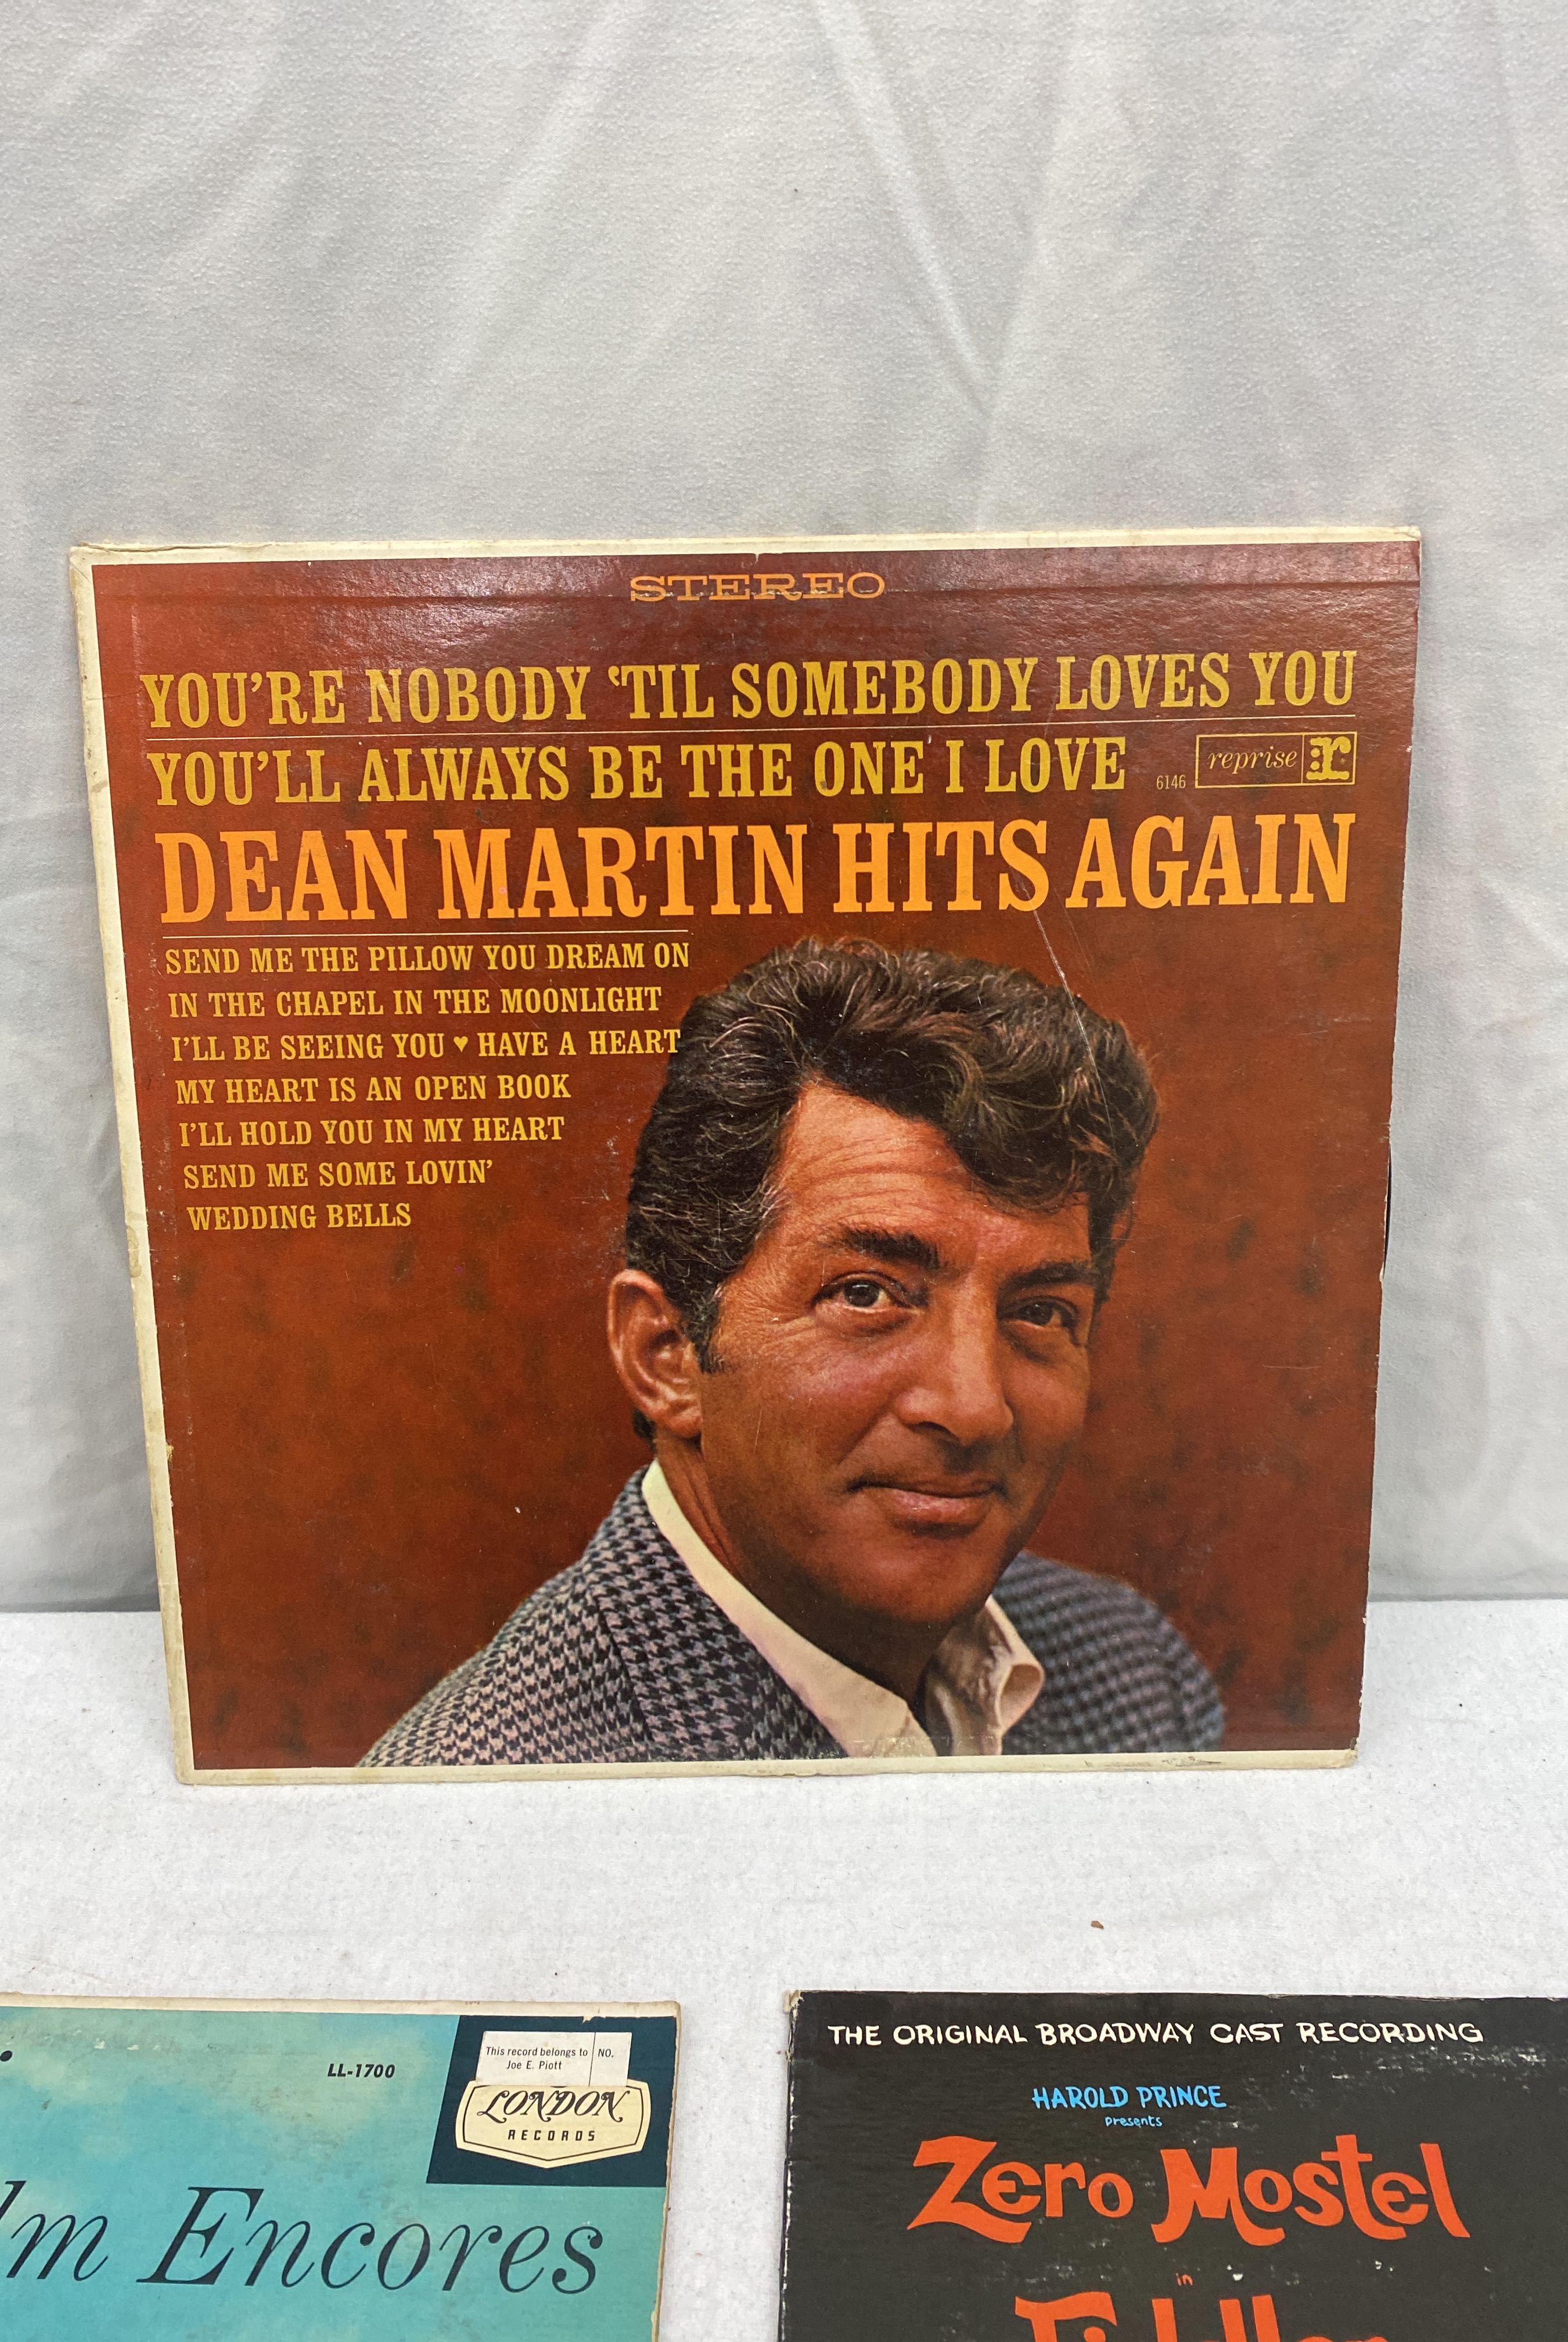 STEREO
YOU'RE NOBODY 'TIL SOMEBODY LOVES YOU
YOU'LL ALWAYS BE THE ONE I LOVE
6146 reprise r:
DEAN MARTIN HITS AGAIN
SEND ME THE PILLOW YOU DREAM ON
IN THE CHAPEL IN THE MOONLIGHT
I'LL BE SEEING YOU ♥ HAVE A HEART
MY HEART IS AN OPEN BOOK
I'LL HOLD YOU IN MY HEART
SEND ME SOME LOVIN'
WEDDING BELLS
LL-1700
This record belongs to NO.
Joe E. Piott
LONDON
RECORDS
Encores
THE ORIGINAL BROADWAY CAST RECORDING
HAROLD PRINCE
presents
Zero Mostel
in